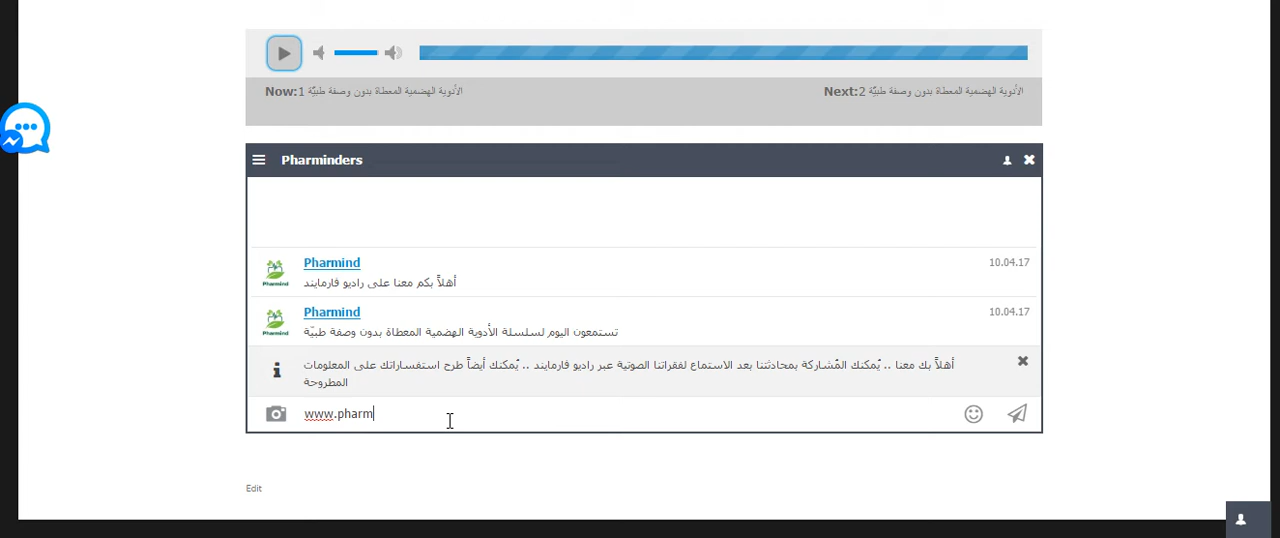 Now:1 الأدوية الهضمية المعطاة بدون وصفة طبيّة
Next:2 الأدوية الهضمية المعطاة بدون وصفة طبيّة
Pharminders
Pharmind
10.04.17
أهلاً بكم معنا على راديو فارمايند
Pharmind
Pharmind
10.04.17
تستمعون اليوم لسلسلة الأدوية الهضمية المعطاة بدون وصفة طبيّة
Pharmind
أهلاً بك معنا .. يُمكنك المُشاركة بمحادثتنا بعد الاستماع لفقراتنا الصوتية عبر راديو فارمايند .. يُمكنك أيضاً طرح استفساراتك على المعلومات
المطروحة
www.pharm
Edit